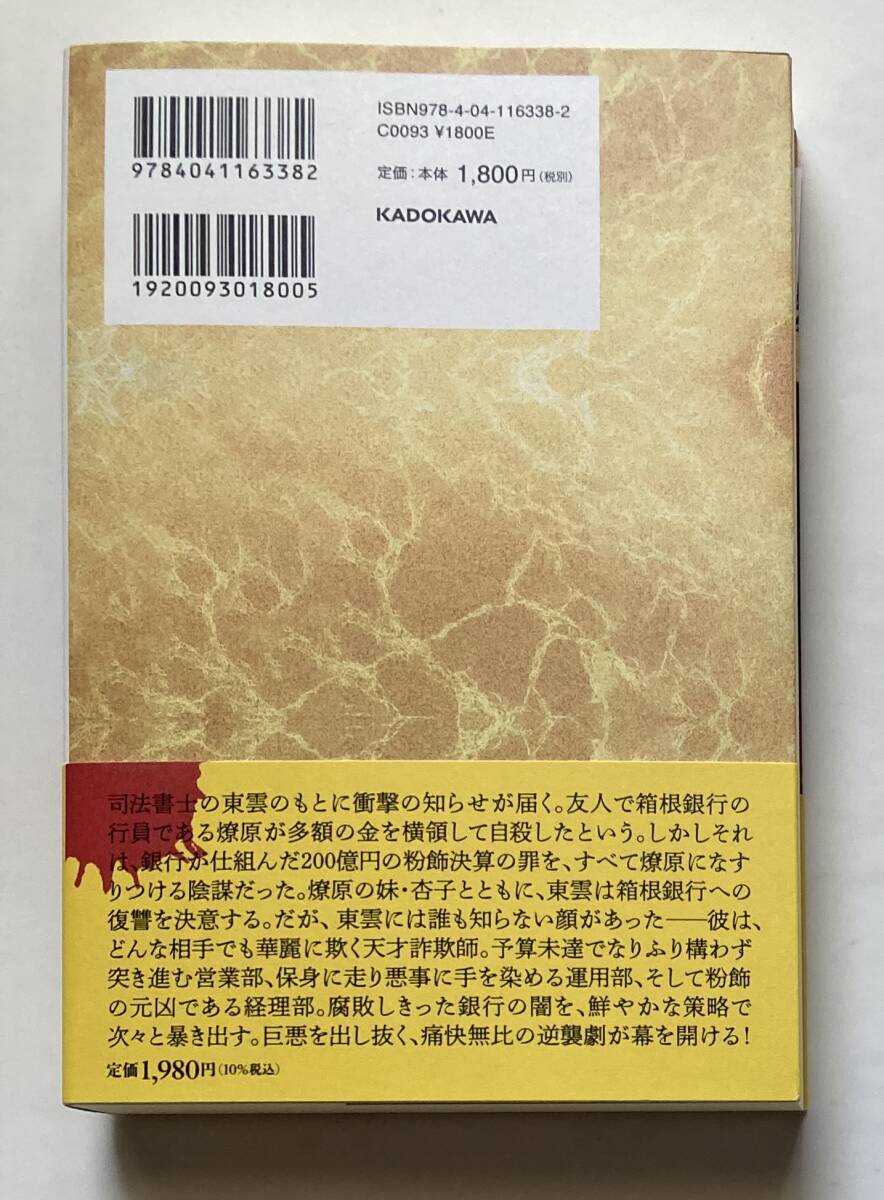 ISBN978-4-04-116338-2
C0093 ¥1800E
定価:本体 1,800円(税別)
KADOKAWA
9784041163382
1920093018005
司法書士の東雲のもとに衝撃の知らせが届く。友人で箱根銀行の
行員である燎原が多額の金を横領して自殺したという。しかしそれ
は、銀行が仕組んだ200億円の粉飾決算の罪を、すべて燎原になす
りつける陰謀だった。燎原の妹・杏子とともに、東雲は箱根銀行への
復讐を決意する。だが、東雲には誰も知らない顔があった――彼は、
どんな相手でも華麗に欺く天才詐欺師。予算未達でなりふり構わず
突き進む営業部、保身に走り悪事に手を染める運用部、そして粉飾
の元凶である経理部。腐敗しきった銀行の闇を、鮮やかな策略で
次々と暴き出す。巨悪を出し抜く、痛快無比の逆襲劇が幕を開ける!
定価1,980円(10%税込)